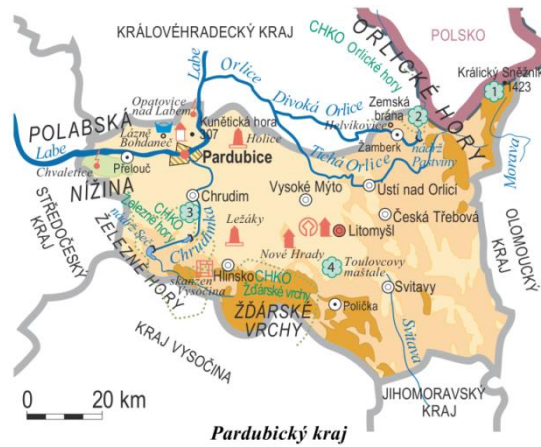 KRÁLOVÉHRADECKÝ KRAJ
POLSKO
CHKO Orlické hory
ORLICKÉ HORY
Králický Sněžník
1423
1
Labe
Orlice
Divoká Orlice
Opatovice
nad Labem
Kunětická hora
307
Zemská
brána
2
Helvíkovice
Žamberk
nádrž
Pastviny
Morava
POLABSKÁ
Lázně
Bohdaneč
Holice
Tichá Orlice
Labe
Pardubice
Přelouč
Chvaletice
NÍŽINA
Chrudim
Vysoké Mýto
Ústí nad Orlicí
STŘEDOČESKÝ
KRAJ
CHKO
Železné hory
3
Chrudimka
Ležáky
Česká Třebová
OLOMOUCKÝ
KRAJ
ŽELEZNÉ HORY
nádrž Seč
Nové Hrady
Litomyšl
skanzen
Vysočina
Hlinsko
CHKO
Žďárské vrchy
4
Toulovcovy
maštale
Svitavy
ŽĎÁRSKÉ
VRCHY
Polička
KRAJ VYSOČINA
Svitava
JIHOMORAVSKÝ
KRAJ
0 20 km
Pardubický kraj